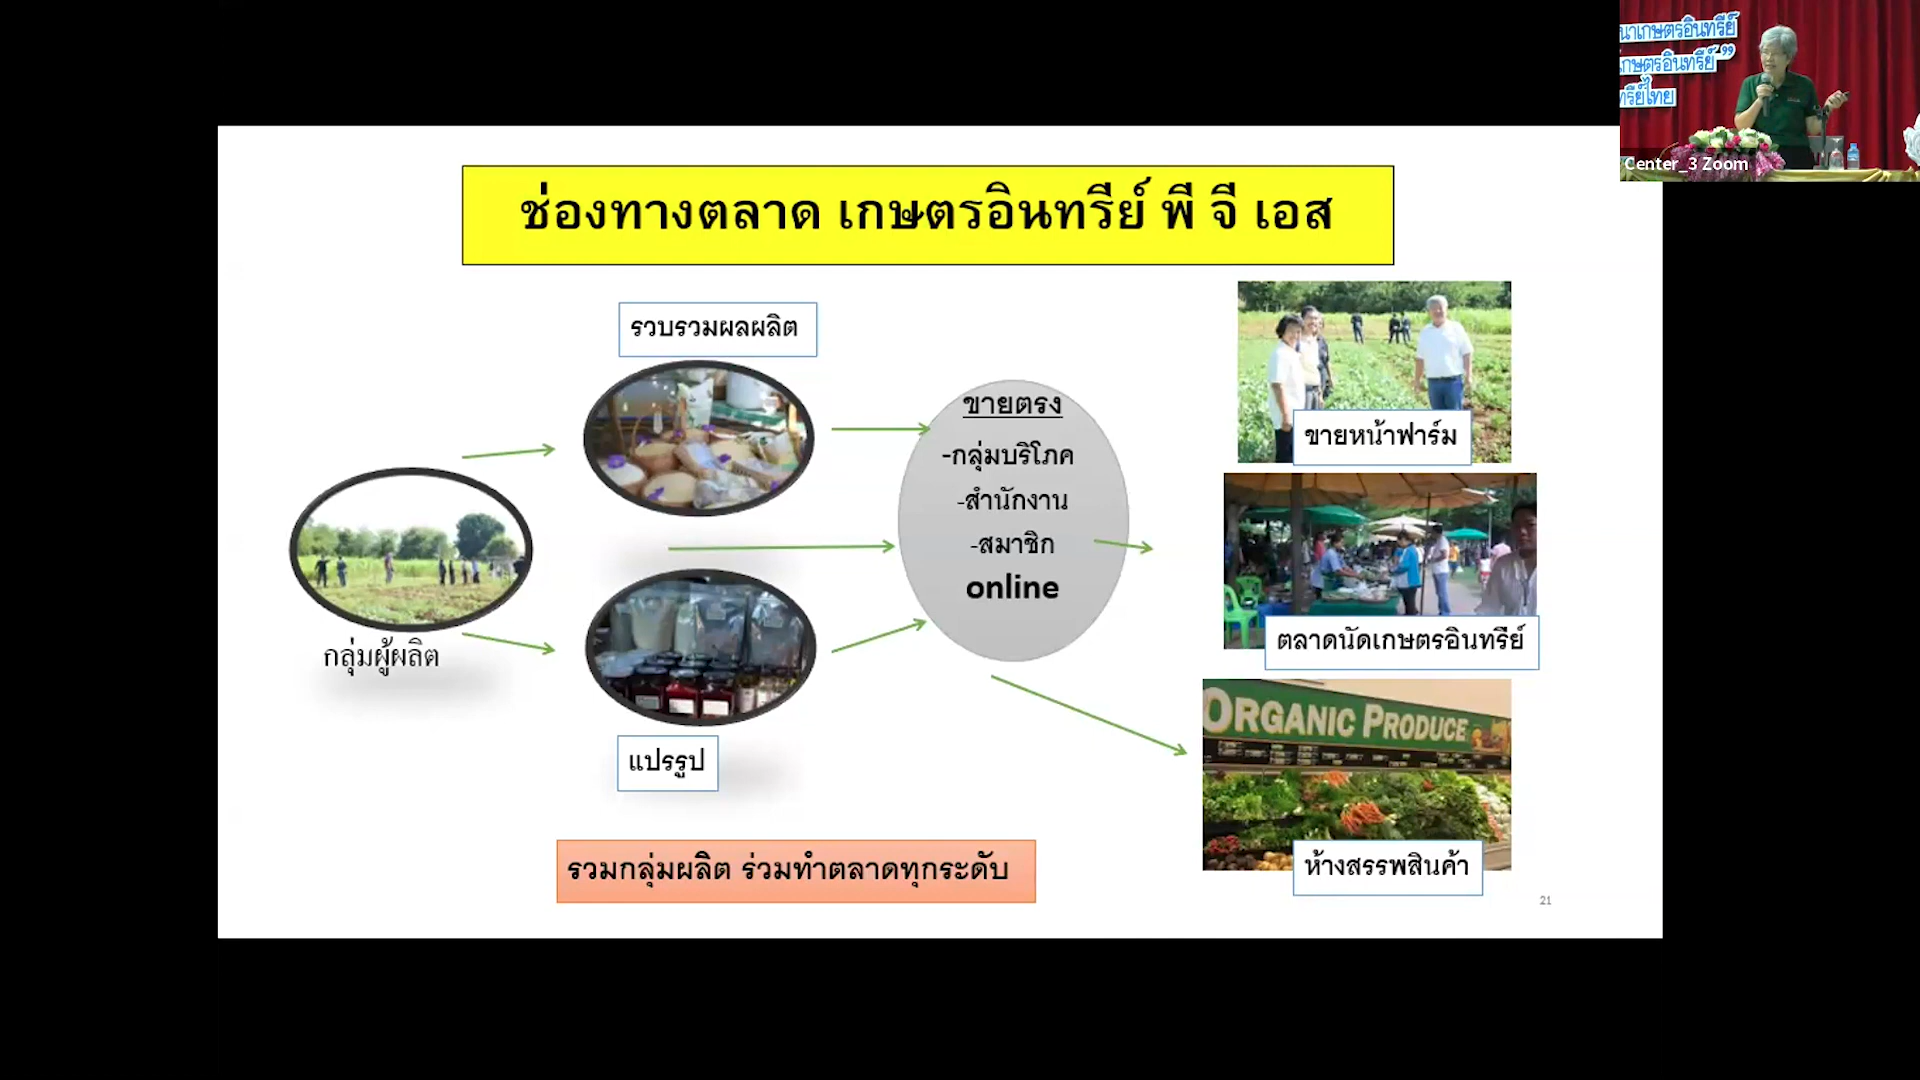 นาเกษตรอินทรีย์
เกษตรอินทรีย์ ”
ทรีย์ไทย
Center_3 Zoom
ช่องทางตลาด เกษตรอินทรีย์ พี จี เอส
รวบรวมผลผลิต
กลุ่มผู้ผลิต
แปรรูป
ขายตรง
-กลุ่มบริโภค
-สำนักงาน
-สมาชิก
online
ขายหน้าฟาร์ม
ตลาดนัดเกษตรอินทรีย์
ORGANIC PRODUCE
ห้างสรรพสินค้า
รวมกลุ่มผลิต ร่วมทำตลาดทุกระดับ
21